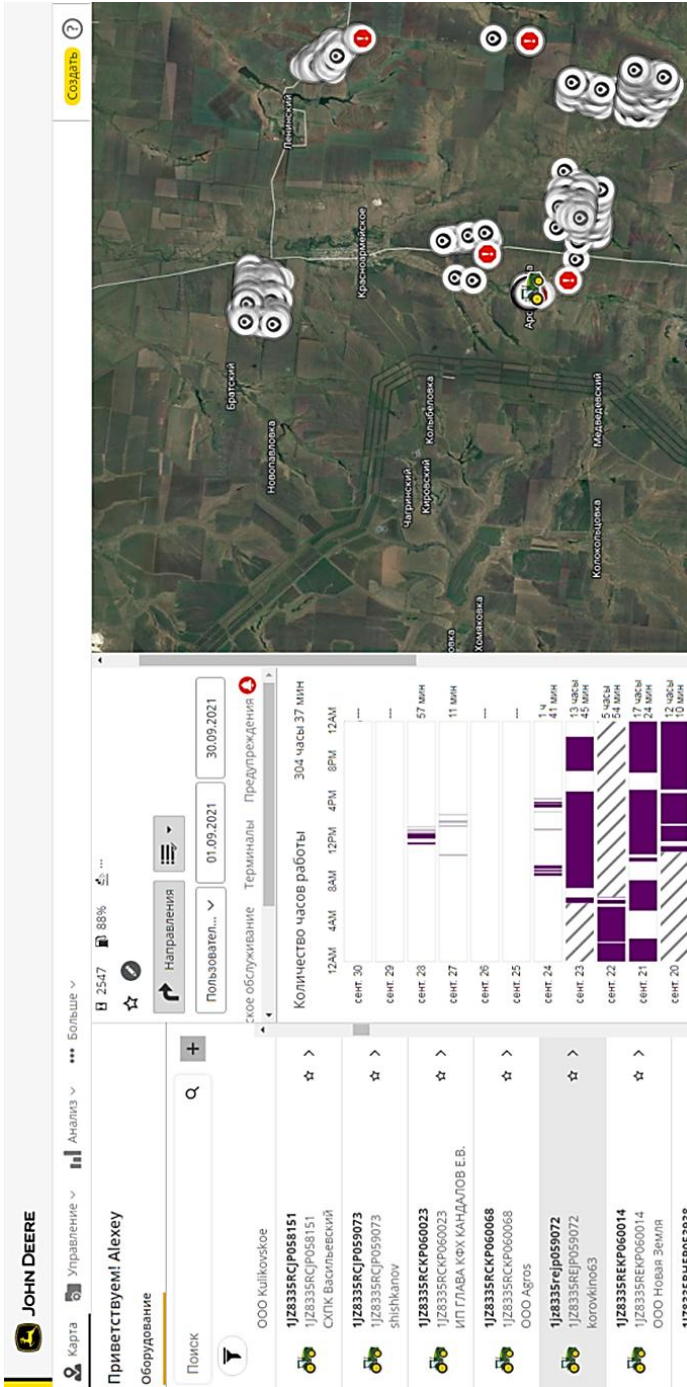 JOHN DEERE
Карта
Управление
Анализ
Больше
Создать
Приветствуем! Alexey
Оборудование
Поиск
ООО Kulikovskoe
1JZ8335RCJP058151
1JZ8335RCJP058151
СХПК Васильевский
1JZ8335RCJP059073
1JZ8335RCJP059073
shishkanov
1JZ8335RCKP060023
1JZ8335RCKP060023
ИП ГЛАВА КФХ КАНДАЛОВ Е.В.
1JZ8335RCKP060068
1JZ8335RCKP060068
ООО Agros
1jz8335rejp059072
1JZ8335REJP059072
korovkino63
1JZ8335REKP060014
1JZ8335REKP060014
ООО Новая Земля
2547 88% ---
Направления
Пользовател... 01.09.2021 30.09.2021
ское обслуживание Терминалы Предупреждения
Количество часов работы 304 часы 37 мин
12AM 4AM 8AM 12PM 4PM 8PM 12AM
сент. 30 ---
сент. 29 ---
сент. 28 57 мин
сент. 27 11 мин
сент. 26 ---
сент. 25 ---
сент. 24 1 ч 41 мин
сент. 23 13 часы 45 мин
сент. 22 5 часы 54 мин
сент. 21 17 часы 24 мин
сент. 20 12 часы 10 мин
Братский
Ленинский
Новопавловка
Красноармейское
Колыбеловка
Чагринский
Кировский
овка
Хомяковка
Медведевский
Колокольцовка